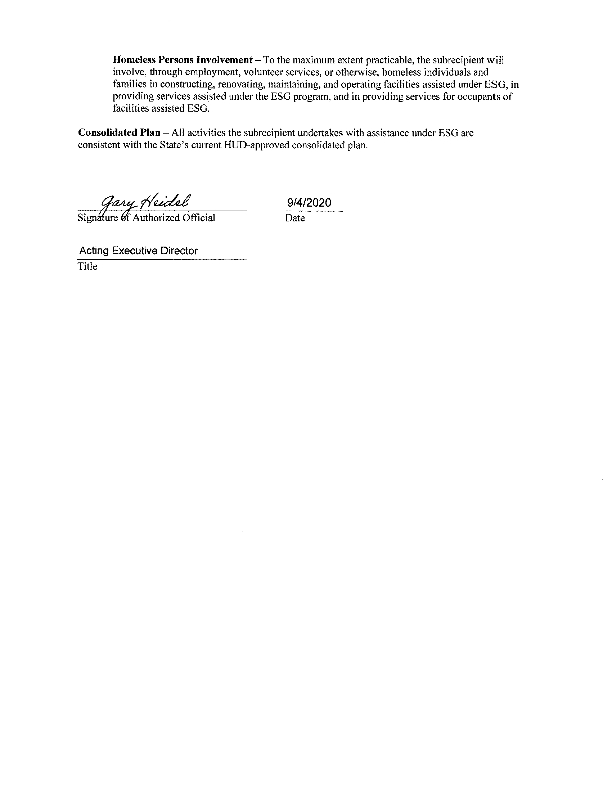 Homeless Persons Involvement – To the maximum extent practicable, the subrecipient will
involve, through employment, volunteer services, or otherwise, homeless individuals and
families in constructing, renovating, maintaining, and operating facilities assisted under ESG, in
providing services assisted under the ESG program, and in providing services for occupants of
facilities assisted ESG.
Consolidated Plan – All activities the subrecipient undertakes with assistance under ESG are
consistent with the State's current HUD-approved consolidated plan.
Gary Heidel 9/4/2020
Signature of Authorized Official Date
Acting Executive Director
Title